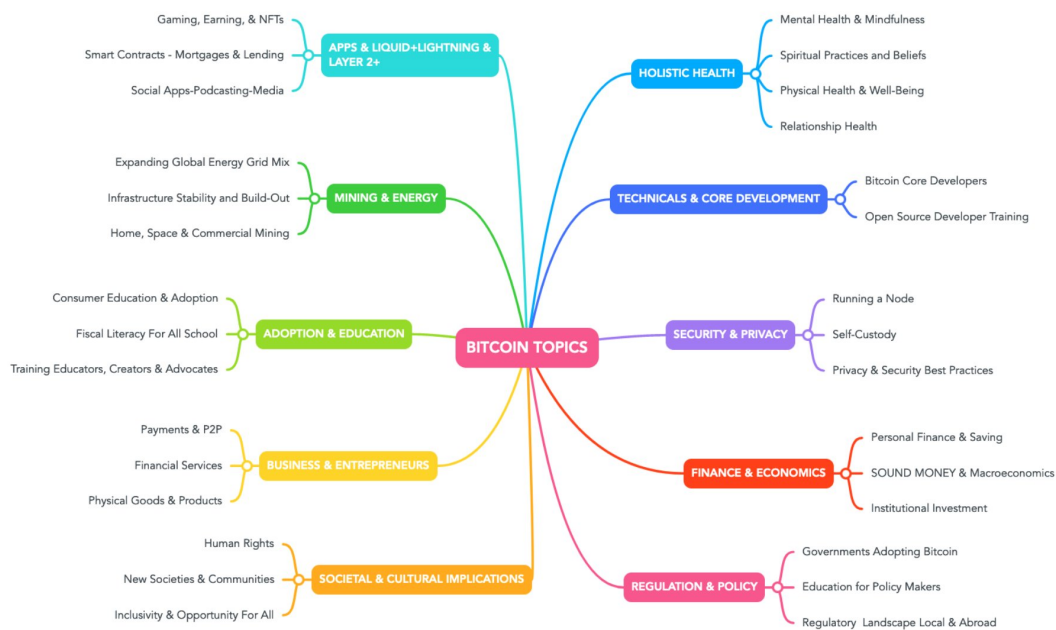 BITCOIN TOPICS
APPS & LIQUID+LIGHTNING &
LAYER 2+
Gaming, Earning, & NFTs
Smart Contracts - Mortgages & Lending
Social Apps-Podcasting-Media
MINING & ENERGY
Expanding Global Energy Grid Mix
Infrastructure Stability and Build-Out
Home, Space & Commercial Mining
ADOPTION & EDUCATION
Consumer Education & Adoption
Fiscal Literacy For All School
Training Educators, Creators & Advocates
BUSINESS & ENTREPRENEURS
Payments & P2P
Financial Services
Physical Goods & Products
SOCIETAL & CULTURAL IMPLICATIONS
Human Rights
New Societies & Communities
Inclusivity & Opportunity For All
HOLISTIC HEALTH
Mental Health & Mindfulness
Spiritual Practices and Beliefs
Physical Health & Well-Being
Relationship Health
TECHNICALS & CORE DEVELOPMENT
Bitcoin Core Developers
Open Source Developer Training
SECURITY & PRIVACY
Running a Node
Self-Custody
Privacy & Security Best Practices
FINANCE & ECONOMICS
Personal Finance & Saving
SOUND MONEY & Macroeconomics
Institutional Investment
REGULATION & POLICY
Governments Adopting Bitcoin
Education for Policy Makers
Regulatory Landscape Local & Abroad